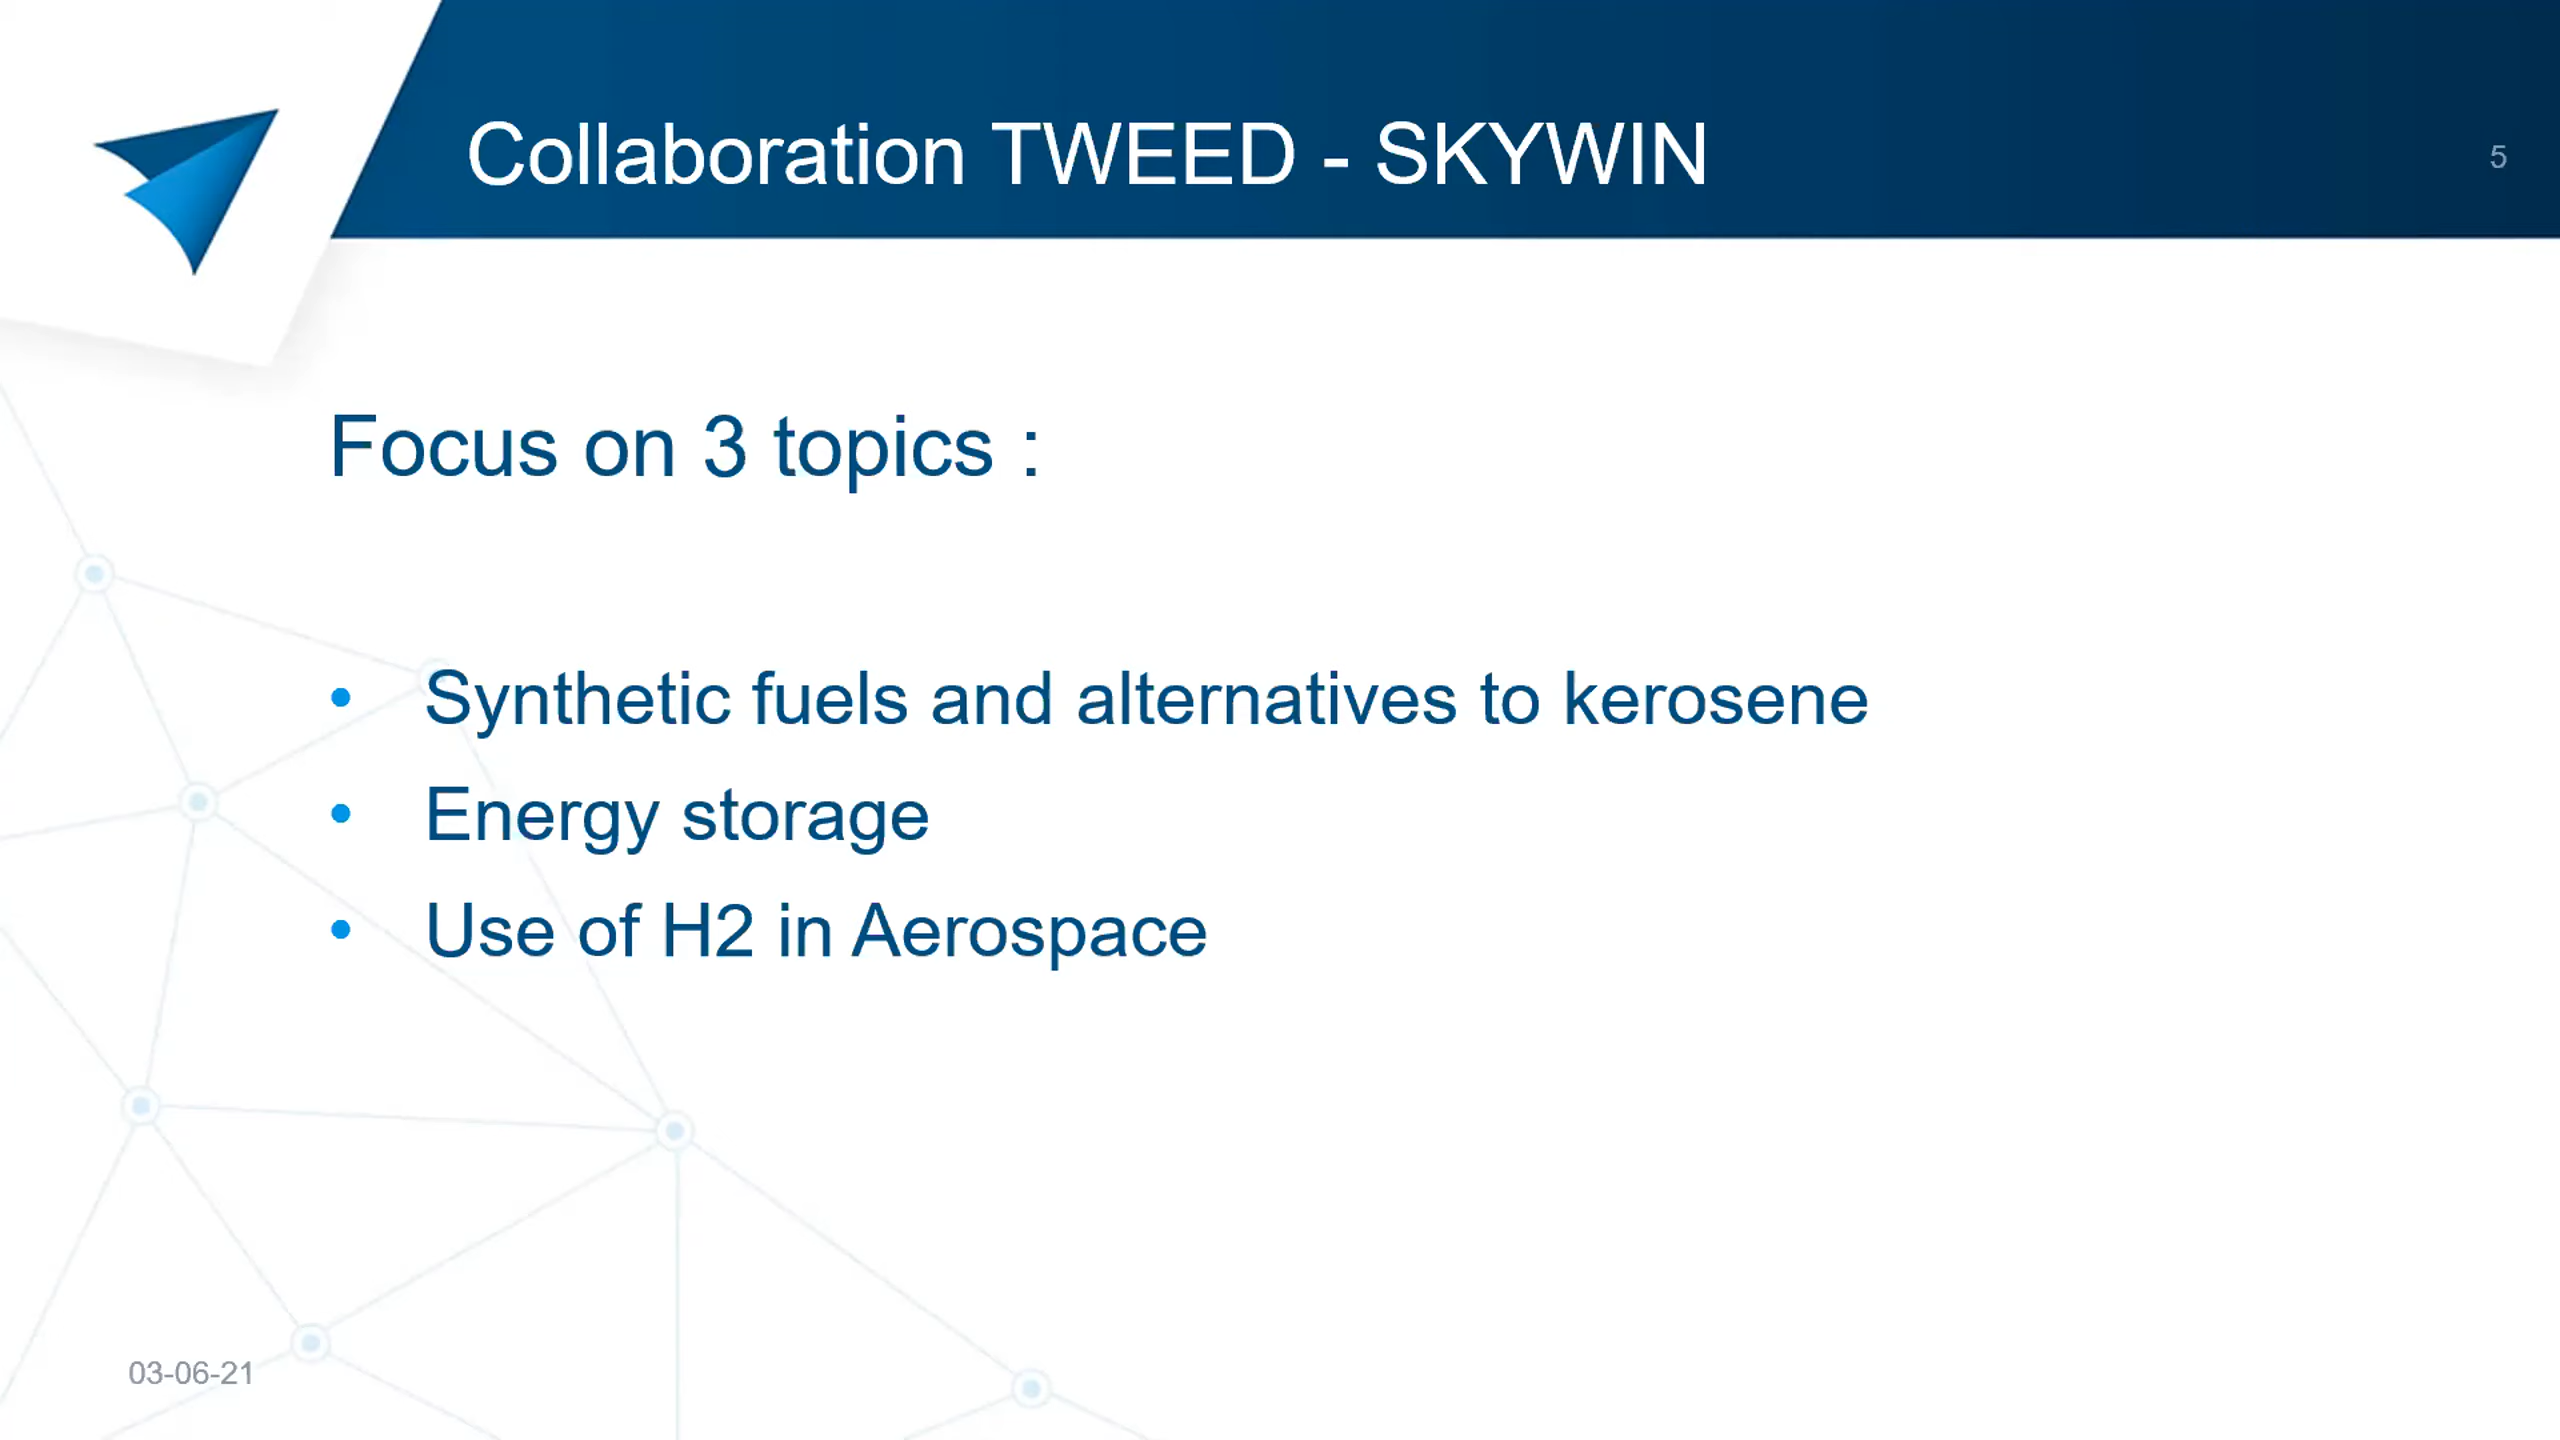 Collaboration TWEED - SKYWIN
5
Focus on 3 topics :
• Synthetic fuels and alternatives to kerosene
• Energy storage
• Use of H2 in Aerospace
03-06-21